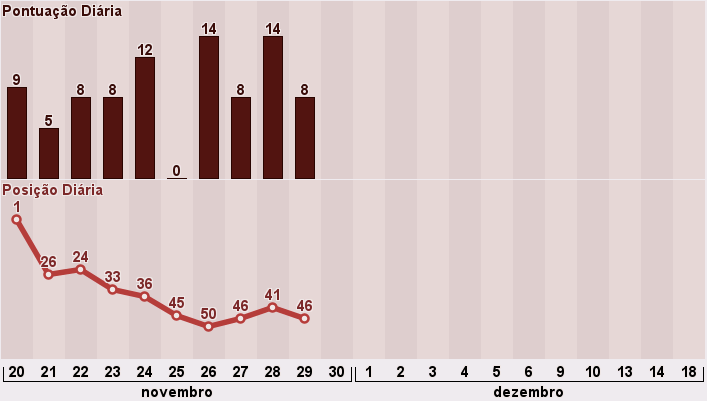 Pontuação Diária
9 5 8 8 12 0 14 8 14 8
Posição Diária
1 26 24 33 36 45 50 46 41 46
20 21 22 23 24 25 26 27 28 29 30 1 2 3 4 5 6 9 10 13 14 18
novembro dezembro